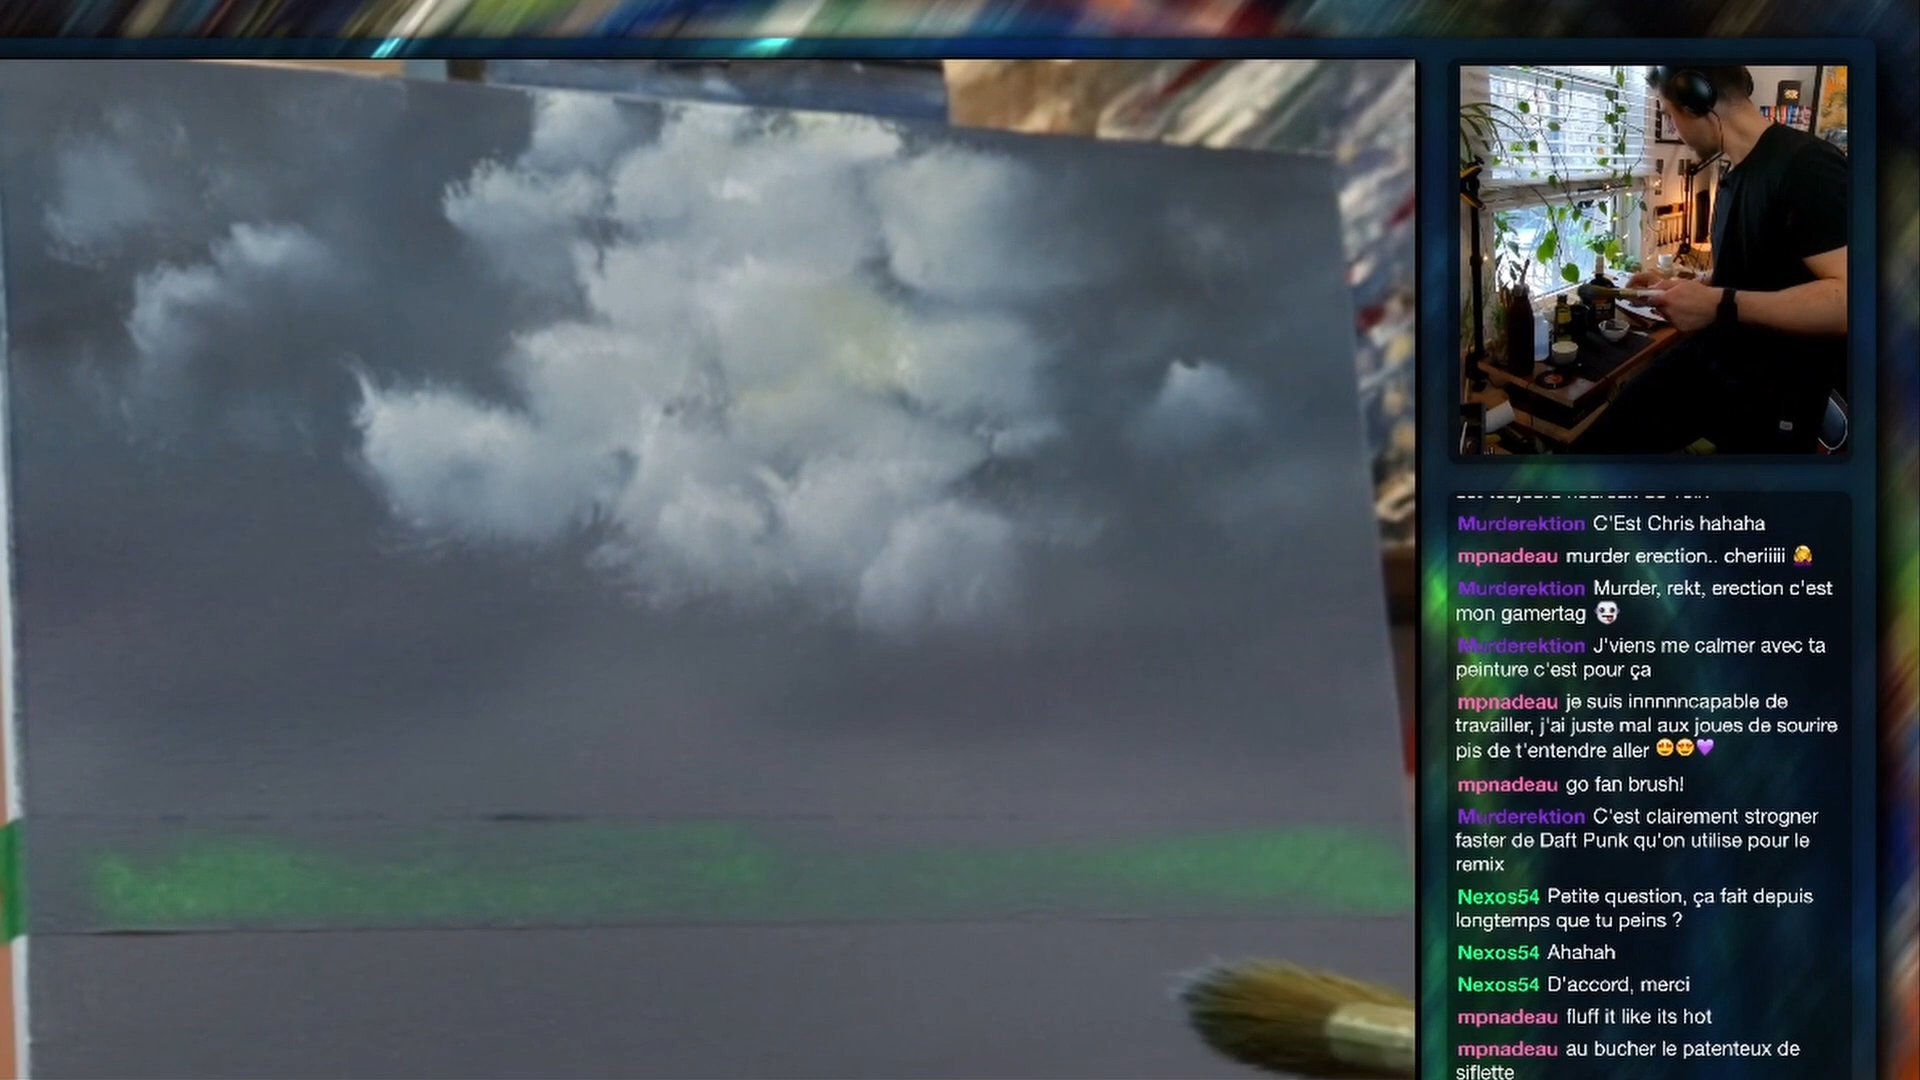 Murderektion C'Est Chris hahaha
mpnadeau murder erection.. cheriiiii 🤦‍♀️
Murderektion Murder, rekt, erection c'est
mon gamertag 👻
Murderektion J'viens me calmer avec ta
peinture c'est pour ça
mpnadeau je suis innnnncapable de
travailler, j'ai juste mal aux joues de sourire
pis de t'entendre aller 😍😍💜
mpnadeau go fan brush!
Murderektion C'est clairement strogner
faster de Daft Punk qu'on utilise pour le
remix
Nexos54 Petite question, ça fait depuis
longtemps que tu peins ?
Nexos54 Ahahah
Nexos54 D'accord, merci
mpnadeau fluff it like its hot
mpnadeau au bucher le patenteux de
siflette